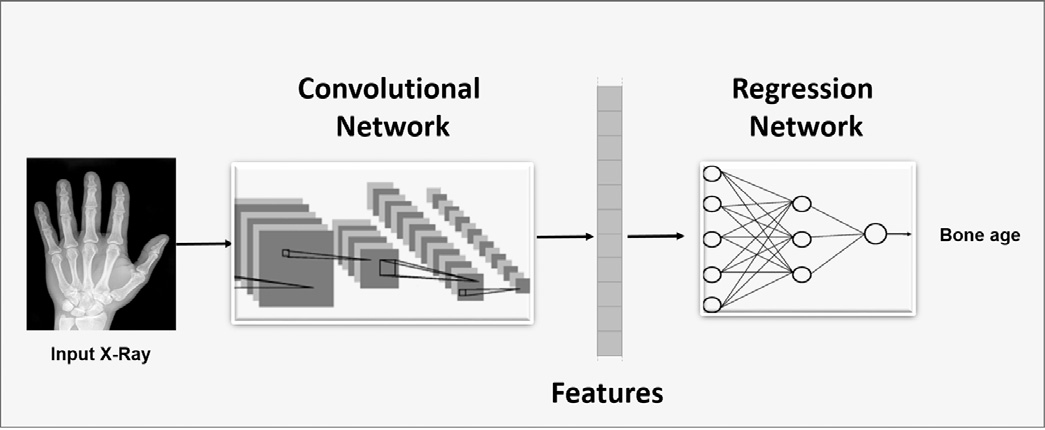 Convolutional
Network
Regression
Network
Input X-Ray
Bone age
Features